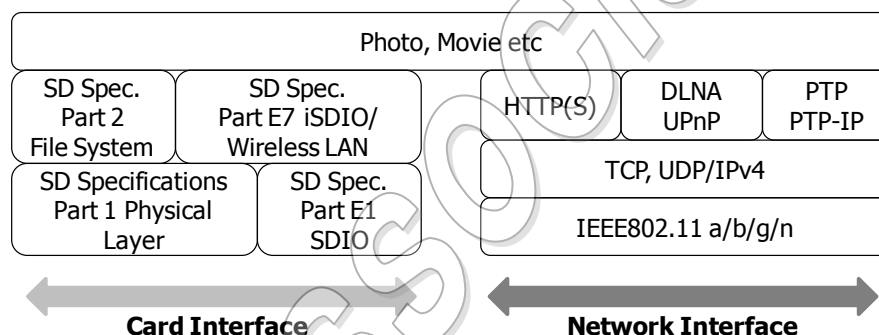 Photo, Movie etc
SD Spec.
Part 2
File System
SD Spec.
Part E7 iSDIO/
Wireless LAN
HTTP(S)
DLNA
UPnP
PTP
PTP-IP
SD Specifications
Part 1 Physical
Layer
SD Spec.
Part E1
SDIO
TCP, UDP/IPv4
IEEE802.11 a/b/g/n
Card Interface
Network Interface